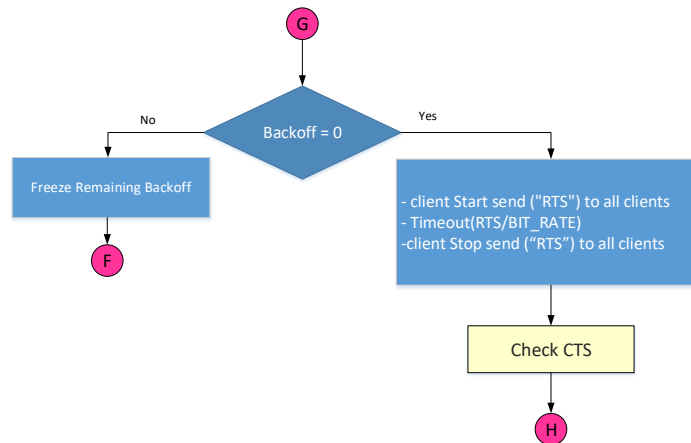 G
Backoff = 0
No
Yes
Freeze Remaining Backoff
- client Start send ("RTS") to all clients
- Timeout(RTS/BIT_RATE)
-client Stop send (“RTS”) to all clients
F
Check CTS
H